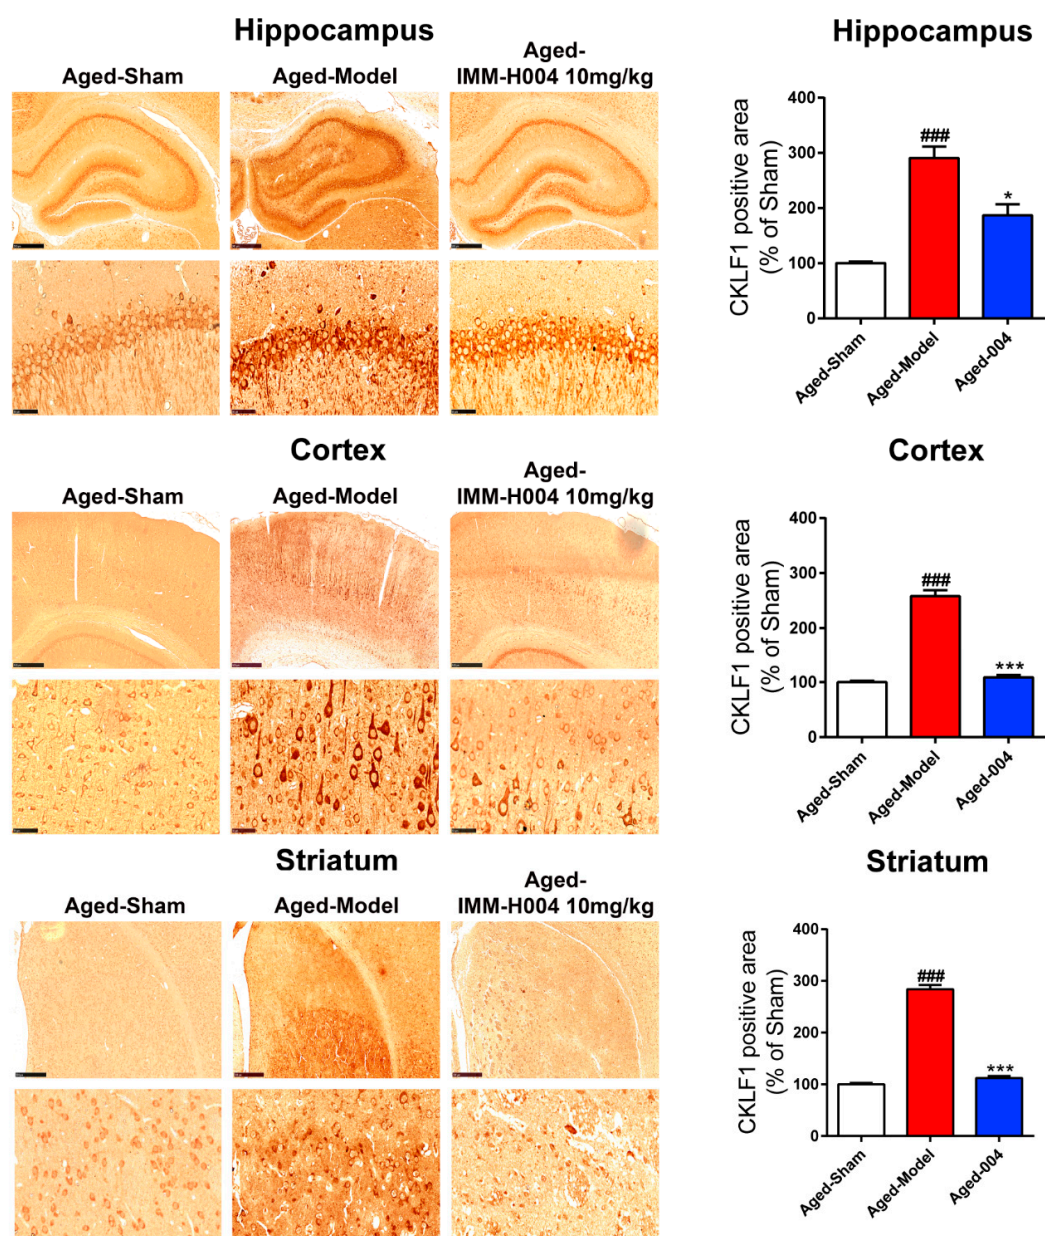 Hippocampus
Aged-Sham
Aged-Model
Aged-
IMM-H004 10mg/kg
Hippocampus
CKLF1 positive area
(% of Sham)
400
300
200
100
0
###
*
Aged-Sham
Aged-Model
Aged-004
Cortex
Aged-Sham
Aged-Model
Aged-
IMM-H004 10mg/kg
Cortex
CKLF1 positive area
(% of Sham)
400
300
200
100
0
###
***
Aged-Sham
Aged-Model
Aged-004
Striatum
Aged-Sham
Aged-Model
Aged-
IMM-H004 10mg/kg
Striatum
CKLF1 positive area
(% of Sham)
400
300
200
100
0
###
***
Aged-Sham
Aged-Model
Aged-004